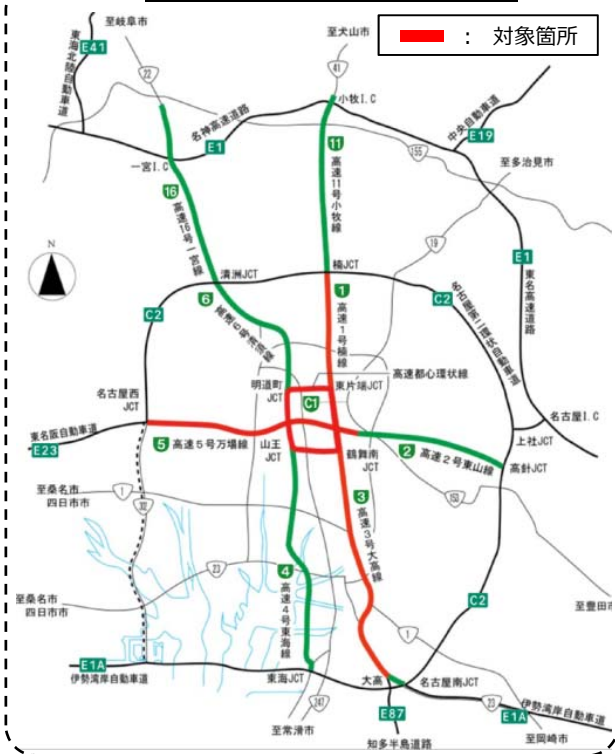 至岐阜市
至犬山市
： 対象箇所
E41
東海北陸自動車道
22
41
小牧I.C
中央自動車道
名神高速道路
E1
E19
155
11
一宮I.C
至多治見市
16
高速11号小牧線
高速16号一宮線
19
E1
東名高速道路
N
清洲JCT
楠JCT
6
1
C2
C2
高速6号清須線
高速1号楠線
名古屋第二環状自動車道
高速都心環状線
明道町
JCT
東片端JCT
C1
名古屋西
JCT
名古屋I.C
東名阪自動車道
上社JCT
E23
5
高速5号万場線
山王
JCT
鶴舞南
JCT
2
高速2号東山線
高針JCT
至桑名市
四日市市
1
302
3
153
高速3号大高線
23
4
C2
至桑名市
四日市市
高速4号東海線
至豊田市
1
E1A
伊勢湾岸自動車道
東海JCT
大高
名古屋南JCT
23
伊勢湾岸自動車道
247
E87
E1A
至常滑市
知多半島道路
至岡崎市